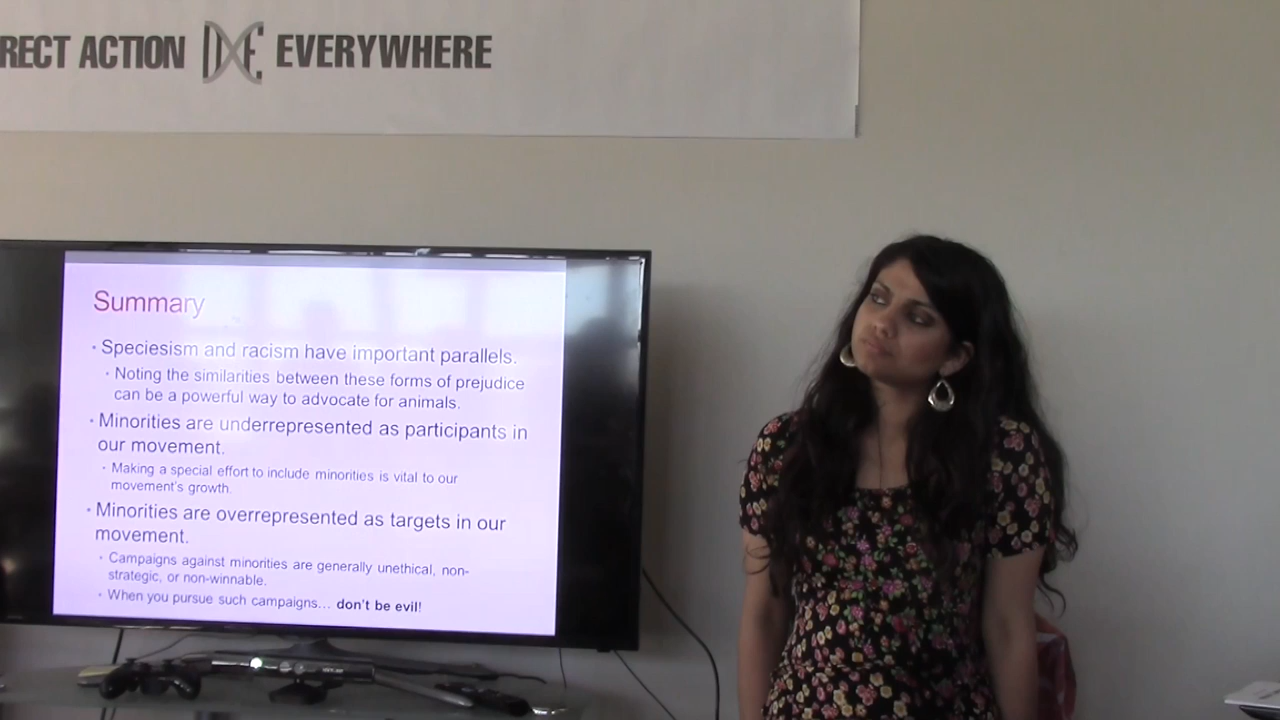 RECT ACTION DXE EVERYWHERE
Summary
• Speciesism and racism have important parallels.
• Noting the similarities between these forms of prejudice
can be a powerful way to advocate for animals.
• Minorities are underrepresented as participants in
our movement.
• Making a special effort to include minorities is vital to our
movement's growth.
• Minorities are overrepresented as targets in our
movement.
• Campaigns against minorities are generally unethical, non-
strategic, or non-winnable.
• When you pursue such campaigns… don't be evil!